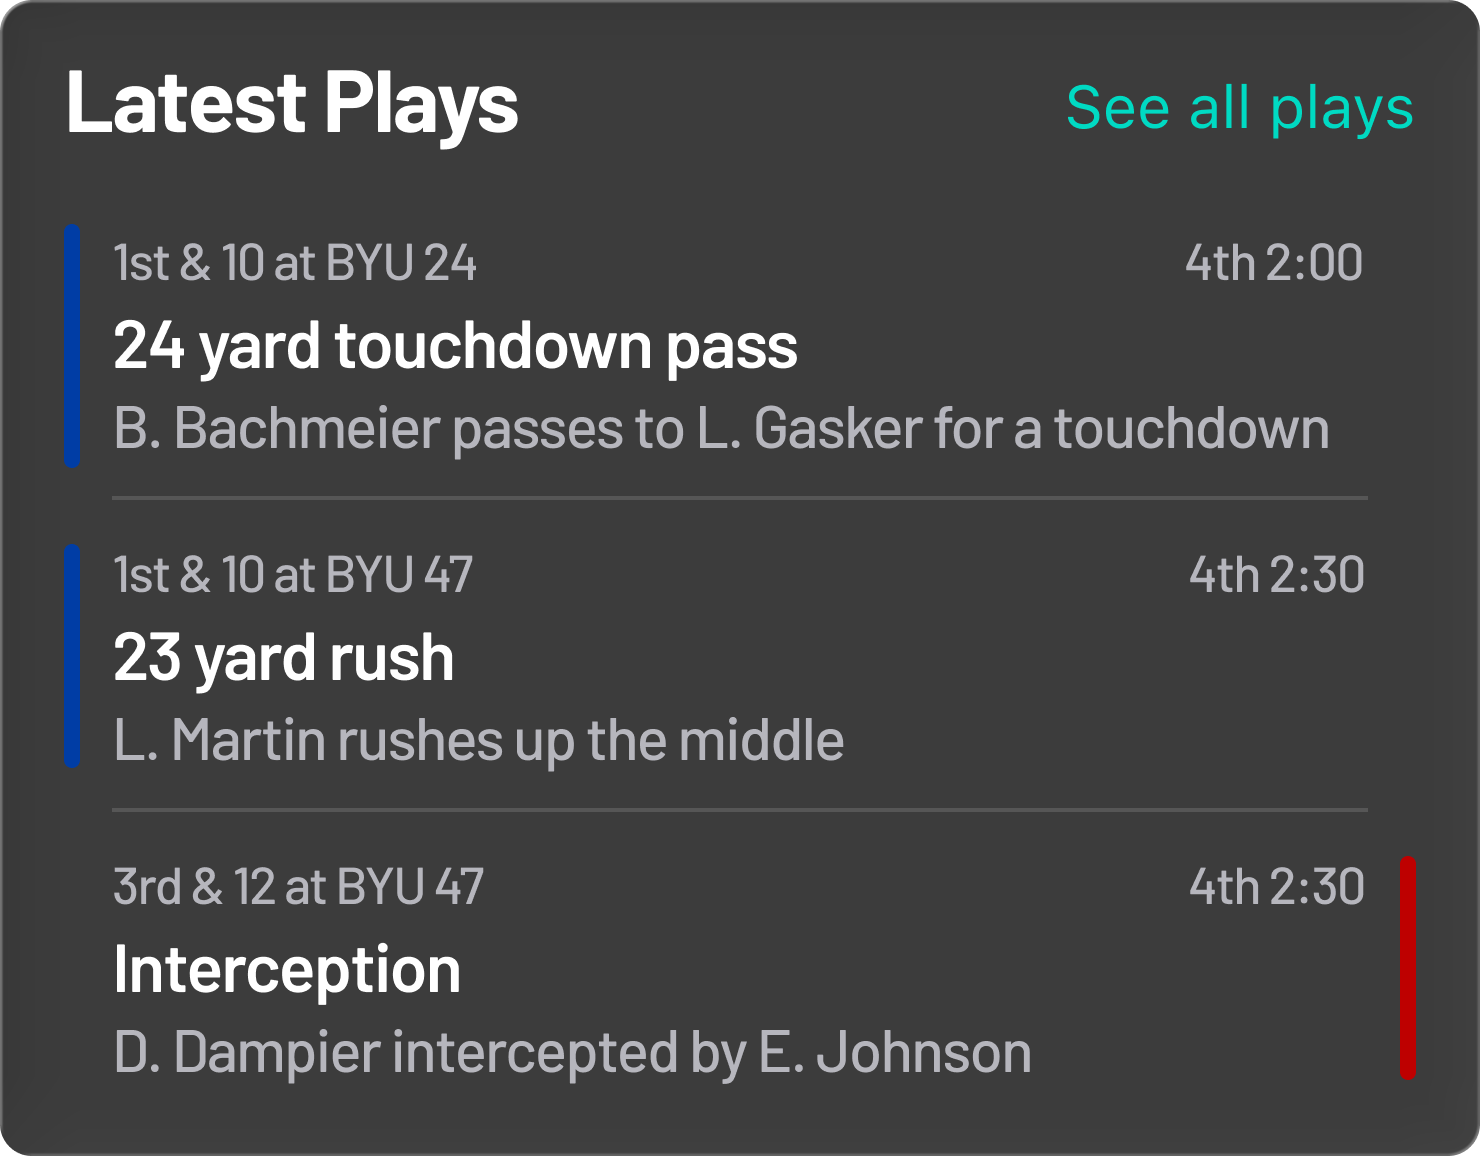 Latest Plays
See all plays
1st & 10 at BYU 24
4th 2:00
24 yard touchdown pass
B. Bachmeier passes to L. Gasker for a touchdown
1st & 10 at BYU 47
4th 2:30
23 yard rush
L. Martin rushes up the middle
3rd & 12 at BYU 47
4th 2:30
Interception
D. Dampier intercepted by E. Johnson